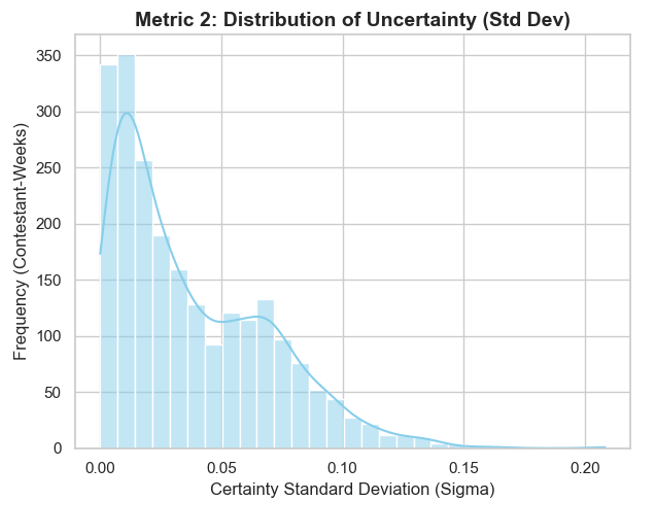 Metric 2: Distribution of Uncertainty (Std Dev)
Frequency (Contestant-Weeks)
350
300
250
200
150
100
50
0
0.00 0.05 0.10 0.15 0.20
Certainty Standard Deviation (Sigma)